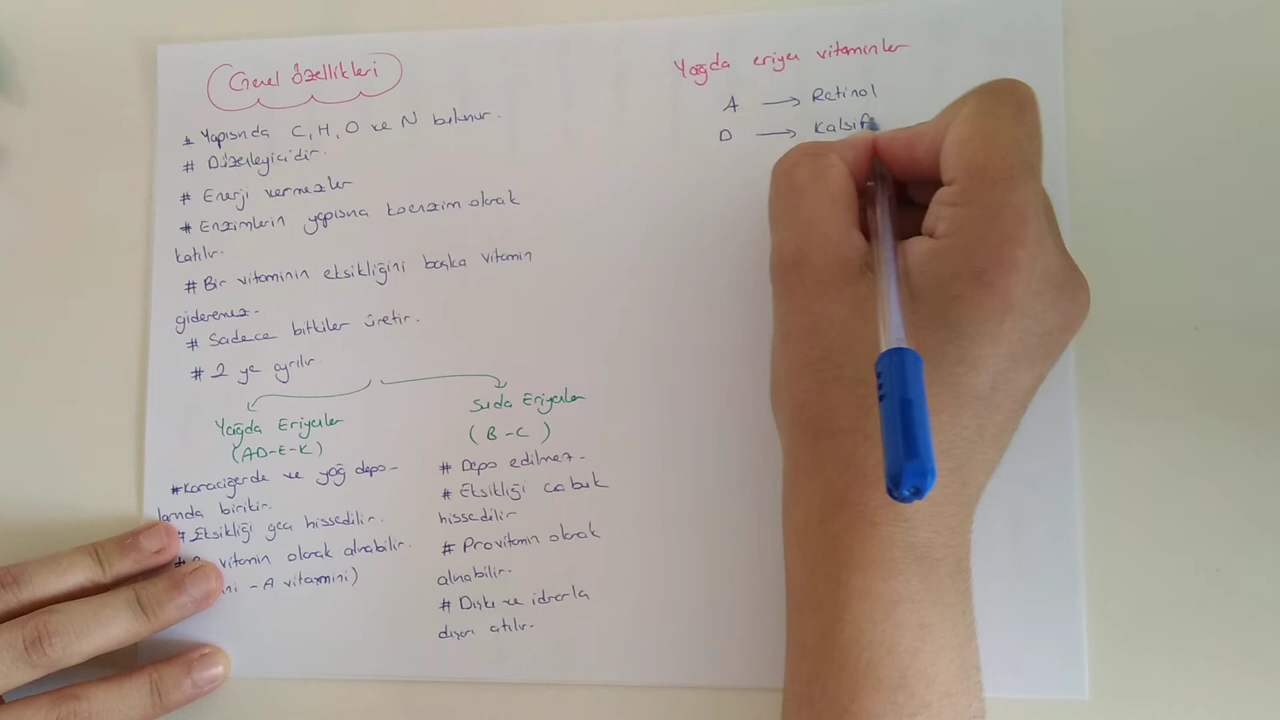 Genel Özellikleri
* Yapısında C, H, O ve N bulunur.
# Düzenleyicidir.
# Enerji vermezler
# Enzimlerin yapısına koenzim olarak
katılır.
# Bir vitaminin eksikliğini başka vitamin
gideremez.
# Sadece bitkiler üretir.
# 2 ye ayrılır.
Yağda Eriyenler
(A-D-E-K)
# Karaciğerde ve yağ depo-
larında birikir.
# Eksikliği geç hissedilir.
vitamin olarak alınabilir.
- A vitamini)
Suda Eriyenler
(B-C)
# Depo edilmez.
# Eksikliği çabuk
hissedilir
# Provitamin olarak
alınabilir.
# Dışkı ve idrarla
dışarı atılır.
Yağda eriyen vitaminler
A → Retinol
D → Kalsif